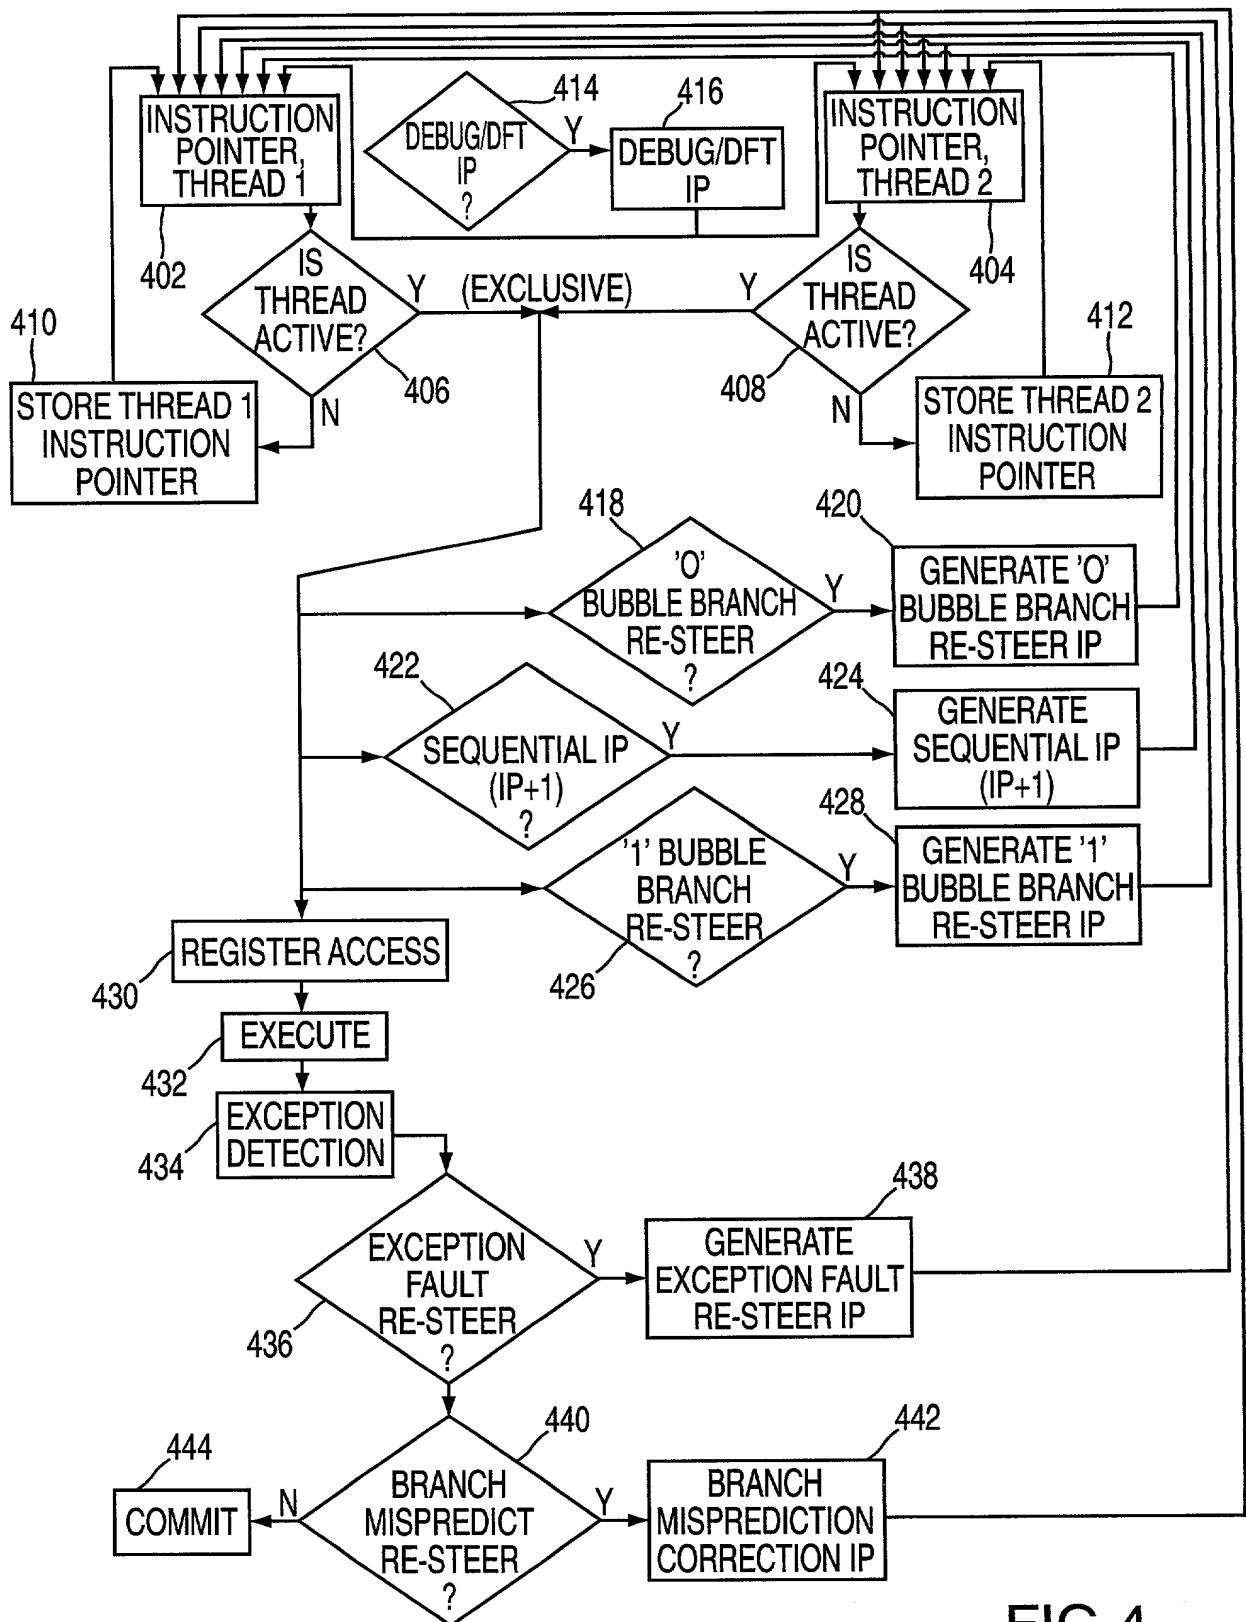 414
416
INSTRUCTION
POINTER,
THREAD 1
DEBUG/DFT
IP
?
Y
DEBUG/DFT
IP
INSTRUCTION
POINTER,
THREAD 2
402
404
IS
THREAD
ACTIVE?
Y
(EXCLUSIVE)
Y
IS
THREAD
ACTIVE?
410
412
406
408
N
N
STORE THREAD 1
INSTRUCTION
POINTER
STORE THREAD 2
INSTRUCTION
POINTER
418
420
'O'
BUBBLE BRANCH
RE-STEER
?
Y
GENERATE 'O'
BUBBLE BRANCH
RE-STEER IP
422
424
SEQUENTIAL IP
(IP+1)
?
Y
GENERATE
SEQUENTIAL IP
(IP+1)
428
'1' BUBBLE
BRANCH
RE-STEER
?
Y
GENERATE '1'
BUBBLE BRANCH
RE-STEER IP
426
REGISTER ACCESS
430
EXECUTE
432
EXCEPTION
DETECTION
434
438
EXCEPTION
FAULT
RE-STEER
?
Y
GENERATE
EXCEPTION FAULT
RE-STEER IP
436
440
442
444
COMMIT
N
BRANCH
MISPREDICT
RE-STEER
?
Y
BRANCH
MISPREDICTION
CORRECTION IP
FIG.4